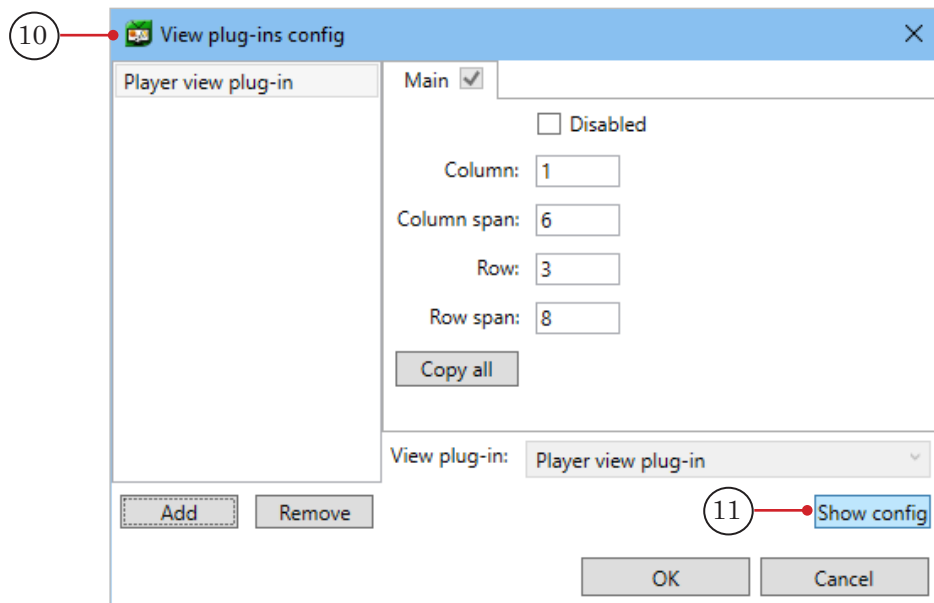 10
View plug-ins config
Player view plug-in
Main
Disabled
Column: 1
Column span: 6
Row: 3
Row span: 8
Copy all
View plug-in: Player view plug-in
Add Remove
11
Show config
OK Cancel